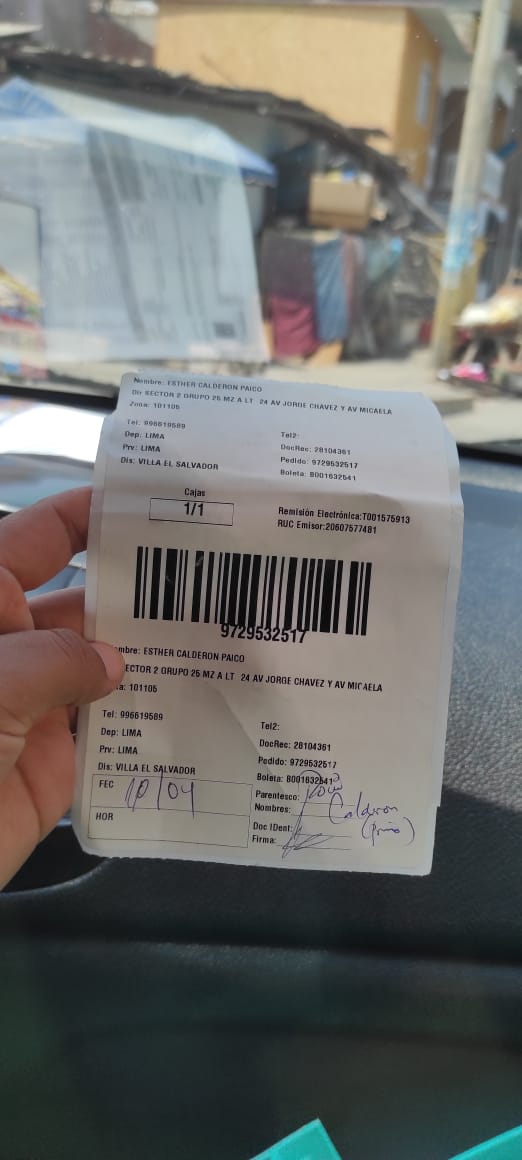 Nombre: ESTHER CALDERON PAICO
Dir SECTOR 2 GRUPO 25 MZ A LT 24 AV JORGE CHAVEZ Y AV MICAELA
Zona: 101105
Tel: 996619589
Tel2:
Dep: LIMA
DocRec: 28104361
Prv: LIMA
Pedido: 9729532517
Dis: VILLA EL SALVADOR
Boleta: B001632541
Cajas
1/1
Remisión Electrónica:T001575913
RUC Emisor:20607577481
9729532517
mbre: ESTHER CALDERON PAICO
ECTOR 2 GRUPO 25 MZ A LT 24 AV JORGE CHAVEZ Y AV MICAELA
a: 101105
Tel: 996619589
Tel2:
Dep: LIMA
DocRec: 28104361
Prv: LIMA
Pedido: 9729532517
Dis: VILLA EL SALVADOR
Boleta: B001632541
FEC 10/04
Parentesco:
Nombres: Calderon
(primo)
HOR
Doc IDent:
Firma: